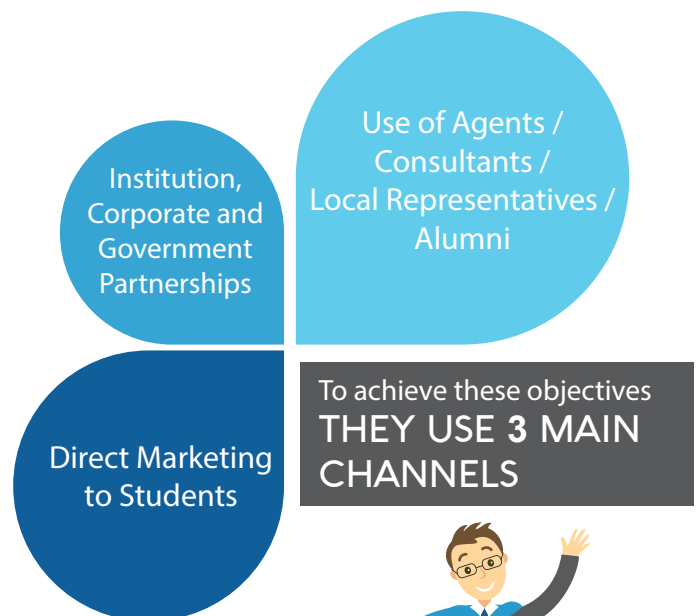 Use of Agents /
Consultants /
Local Representatives /
Alumni
Institution,
Corporate and
Government
Partnerships
Direct Marketing
to Students
To achieve these objectives
THEY USE 3 MAIN
CHANNELS